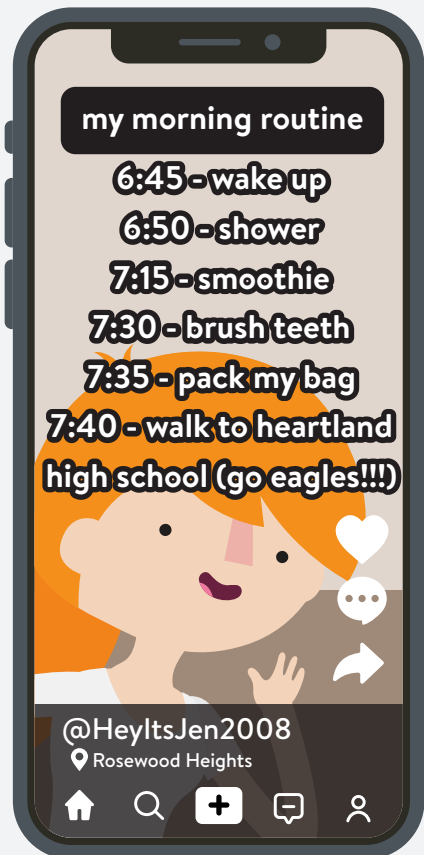 my morning routine
6:45 - wake up
6:50 - shower
7:15 - smoothie
7:30 - brush teeth
7:35 - pack my bag
7:40 - walk to heartland
high school (go eagles!!!)
@HeyItsJen2008
Rosewood Heights